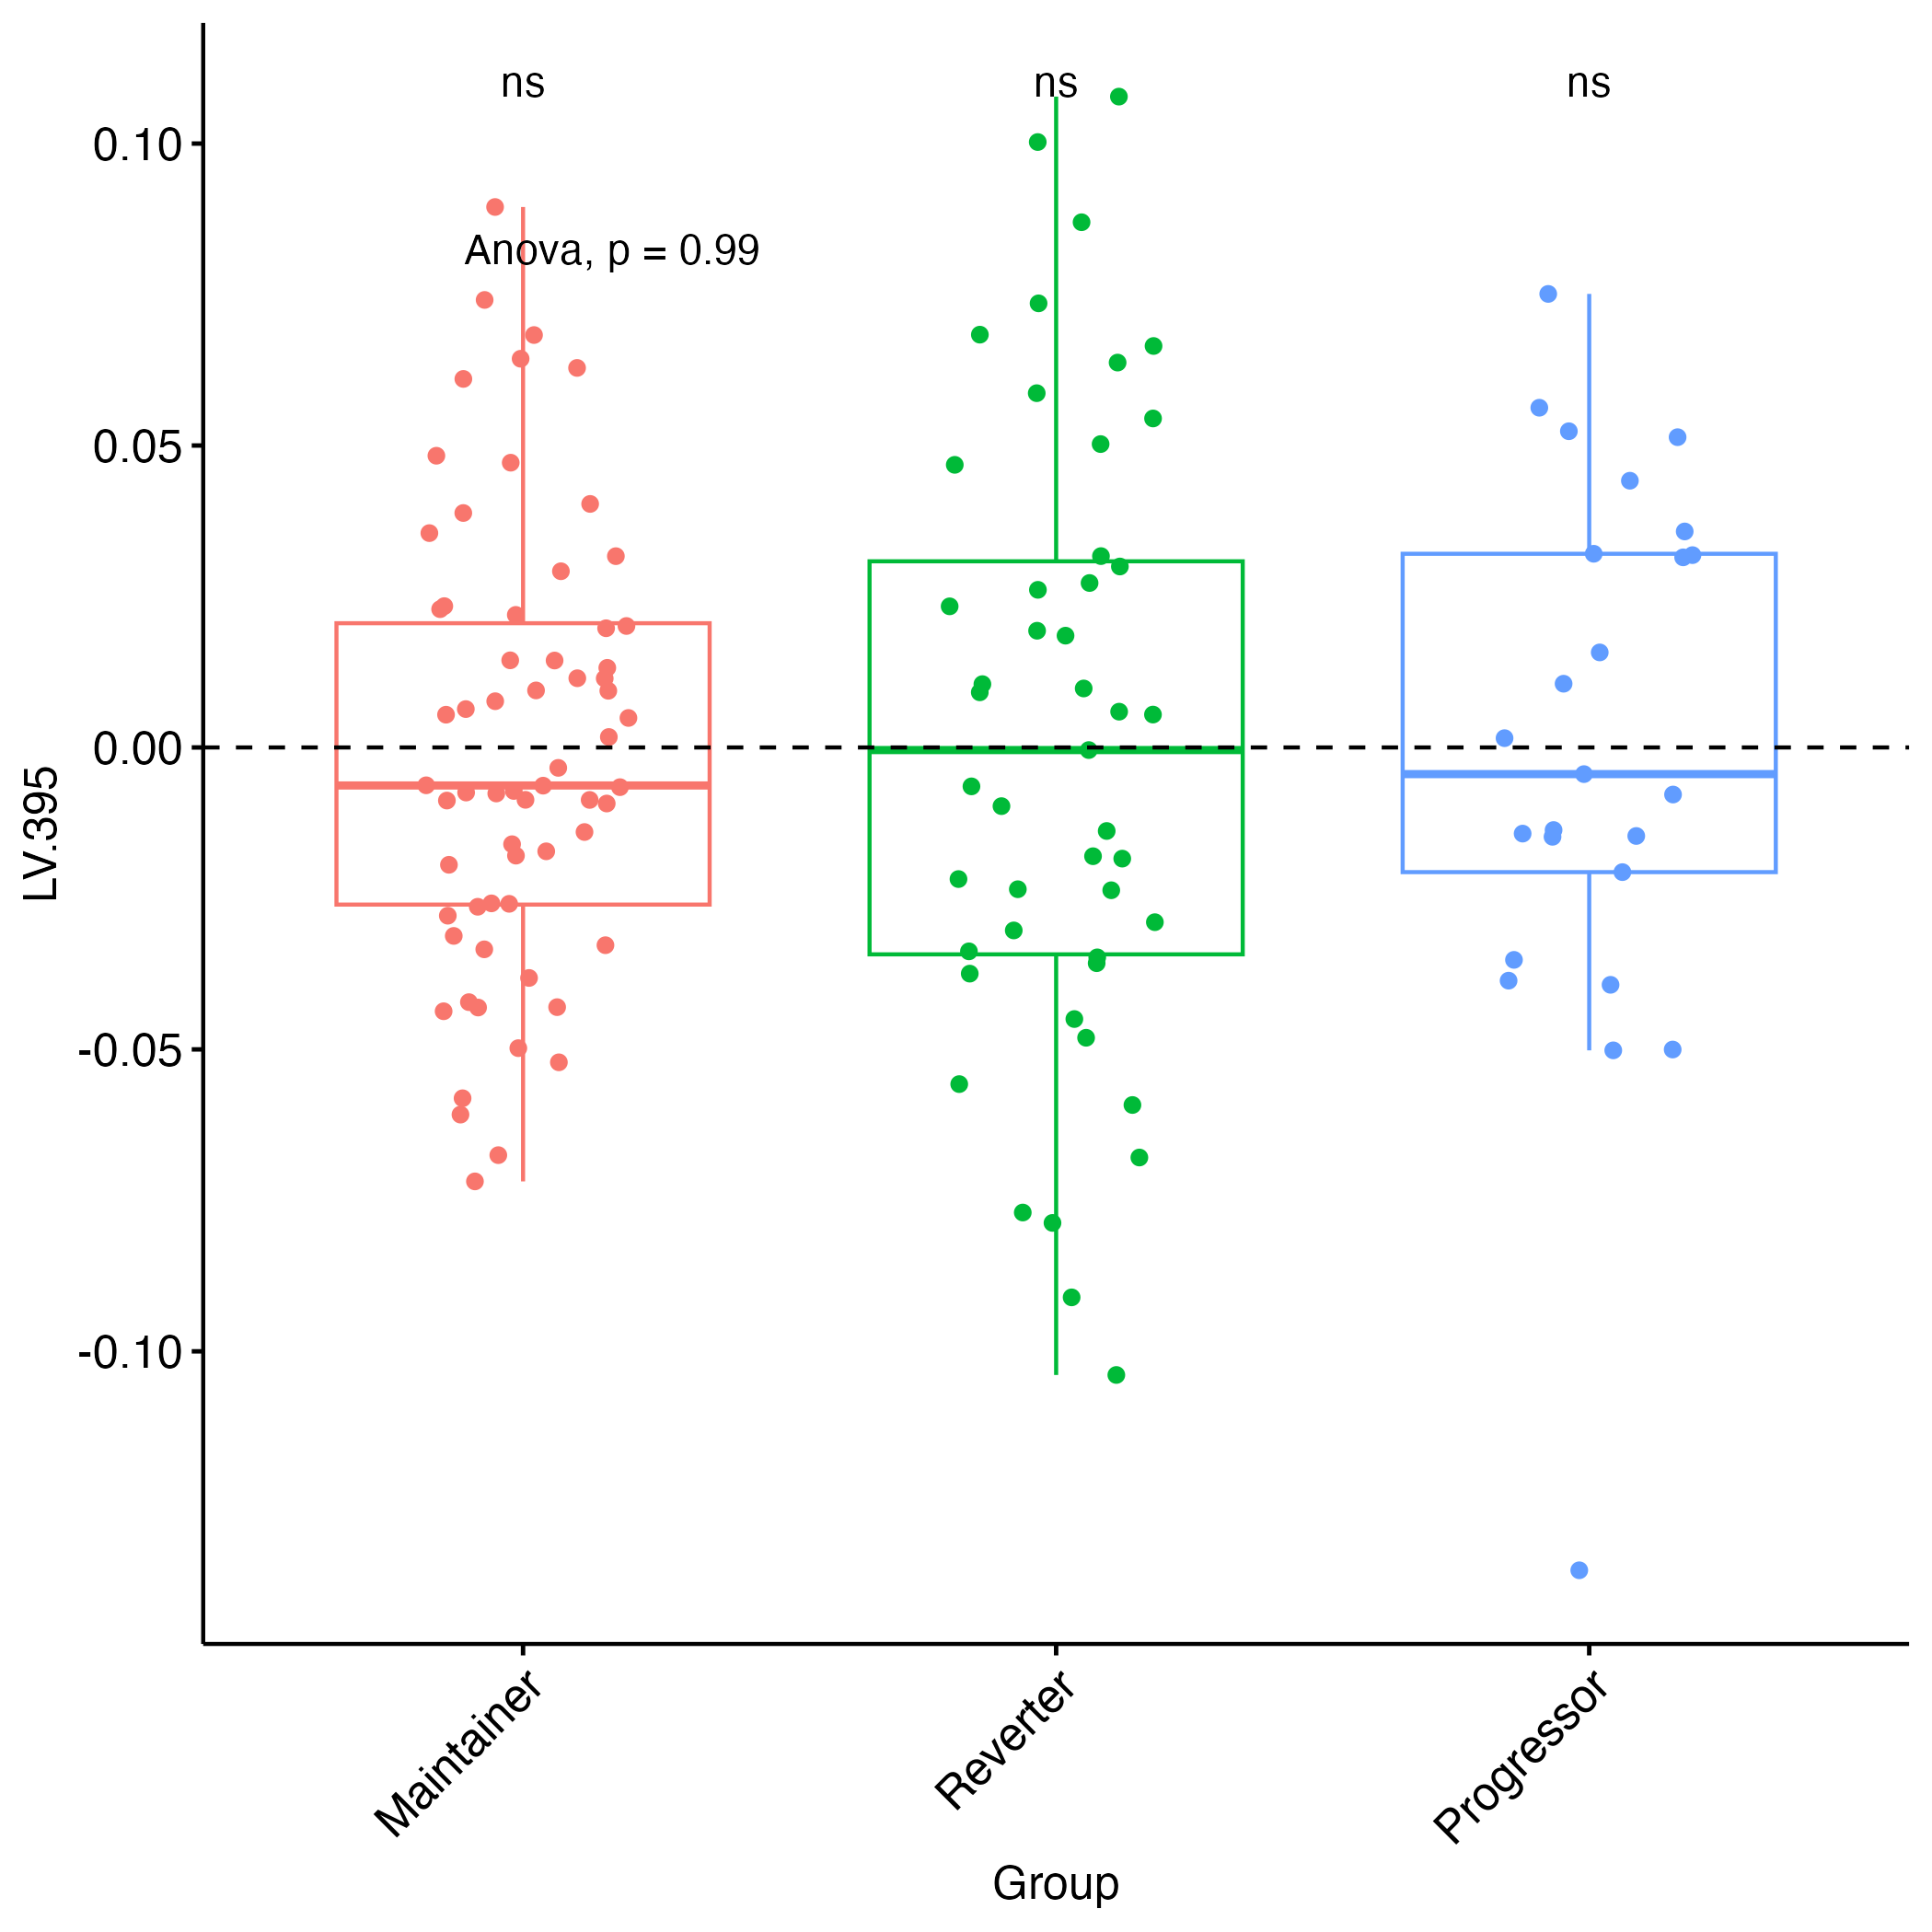 ns ns ns
Anova, p = 0.99
0.10
0.05
0.00
-0.05
-0.10
LV.395
Maintainer Reverter Progressor
Group